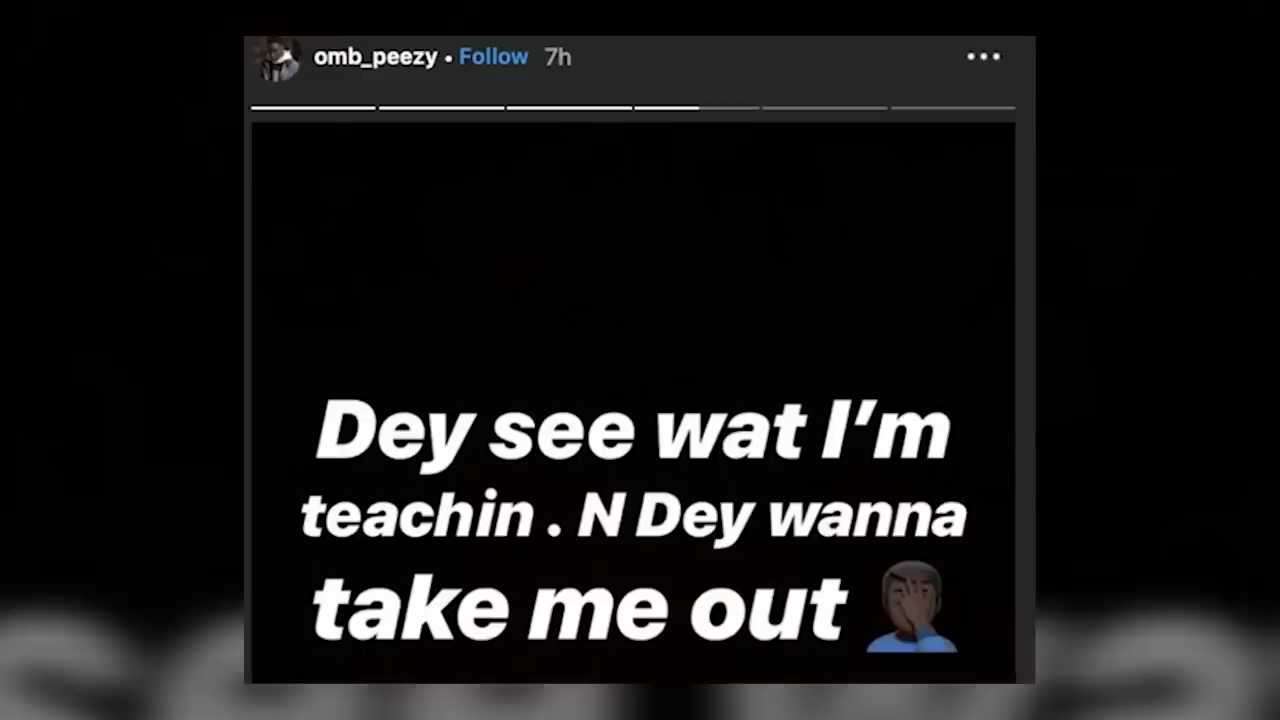 omb_peezy • Follow 7h
Dey see wat I'm
teachin . N Dey wanna
take me out 🤦🏿‍♂️